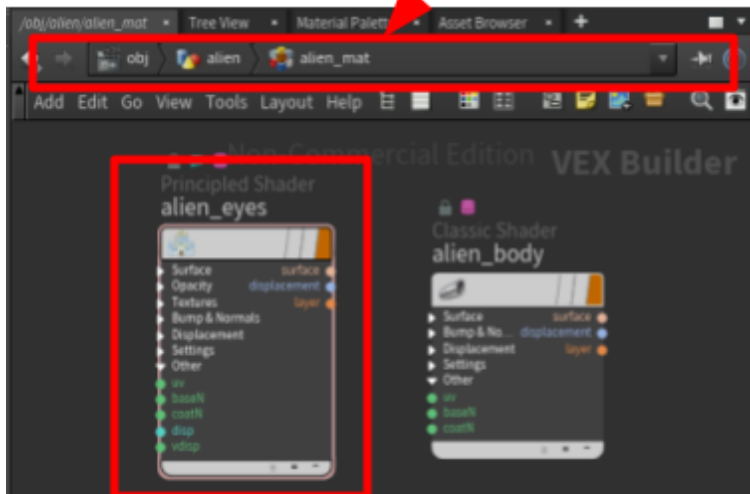 /obj/alien/alien_mat Tree View Material Palett Asset Browser +
obj alien alien_mat
Add Edit Go View Tools Layout Help
Non-Commercial Edition VEX Builder
Principled Shader
alien_eyes
Surface surface
Opacity displacement
Textures layer
Bump & Normals
Displacement
Settings
Other
uv
baseN
coatN
disp
vdisp
Classic Shader
alien_body
Surface surface
Bump & No... displacement
Displacement layer
Settings
Other
uv
baseN
coatN